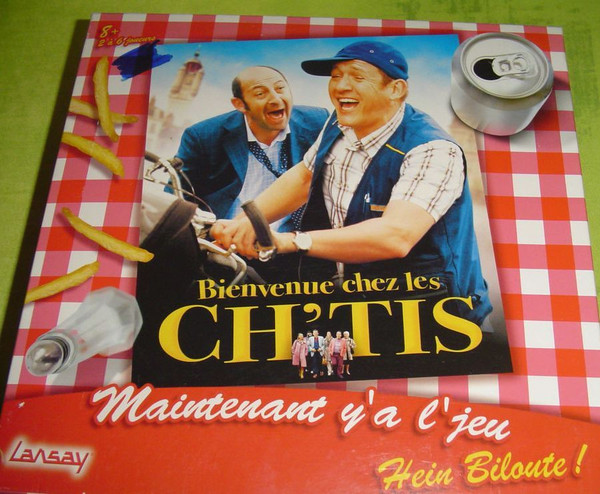 8+
2 à 6 joueurs
Bienvenue chez les
CH'TIS
Maintenant y'a l'jeu
Lansay
Hein Biloute !